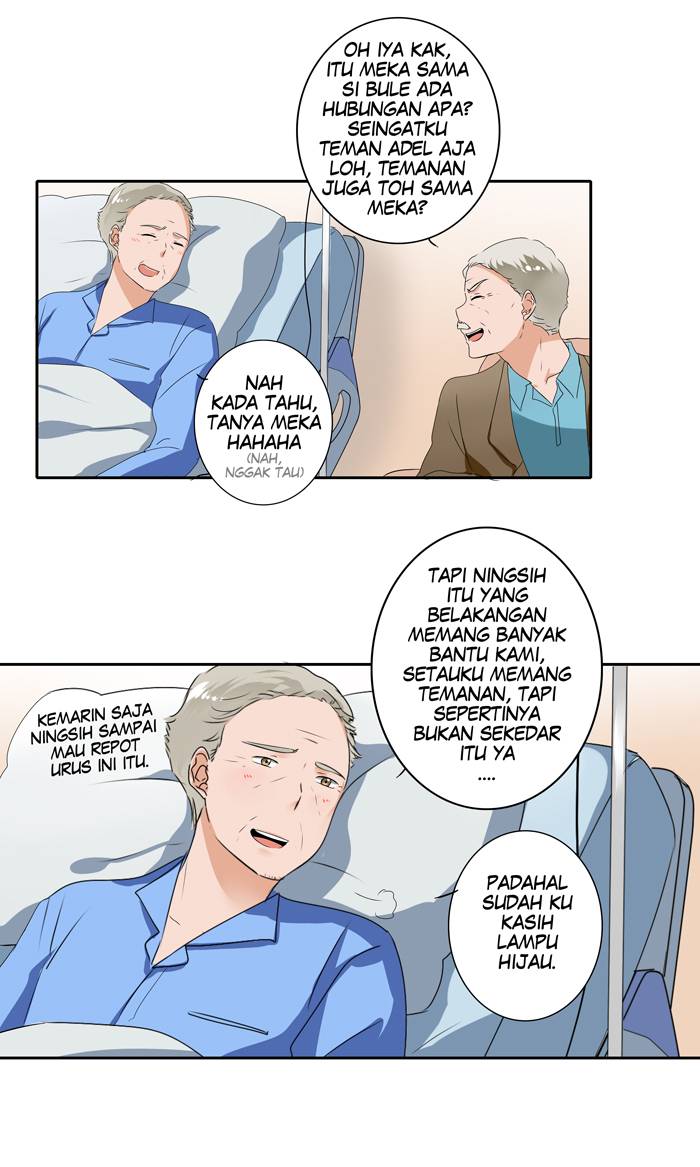 OH IYA KAK,
ITU MEKA SAMA
SI BULE ADA
HUBUNGAN APA?
SEINGATKU
TEMAN ADEL AJA
LOH, TEMANAN
JUGA TOH SAMA
MEKA?
NAH
KADA TAHU,
TANYA MEKA
HAHAHA
(NAH,
NGGAK TAU)
TAPI NINGSIH
ITU YANG
BELAKANGAN
MEMANG BANYAK
BANTU KAMI,
SETAUKU MEMANG
TEMANAN, TAPI
SEPERTINYA
BUKAN SEKEDAR
ITU YA
....
KEMARIN SAJA
NINGSIH SAMPAI
MAU REPOT
URUS INI ITU.
PADAHAL
SUDAH KU
KASIH
LAMPU
HIJAU.